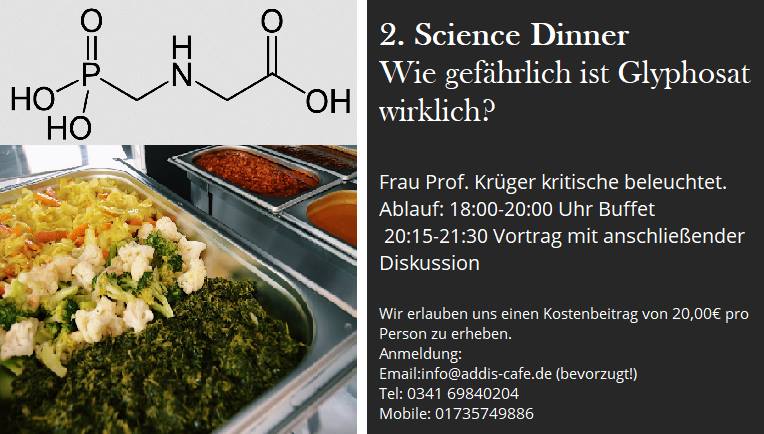 O
HO
P
HO
H
N
O
OH
2. Science Dinner
Wie gefährlich ist Glyphosat
wirklich?
Frau Prof. Krüger kritische beleuchtet.
Ablauf: 18:00-20:00 Uhr Buffet
20:15-21:30 Vortrag mit anschließender
Diskussion
Wir erlauben uns einen Kostenbeitrag von 20,00€ pro
Person zu erheben.
Anmeldung:
Email:info@addis-cafe.de (bevorzugt!)
Tel: 0341 69840204
Mobile: 01735749886